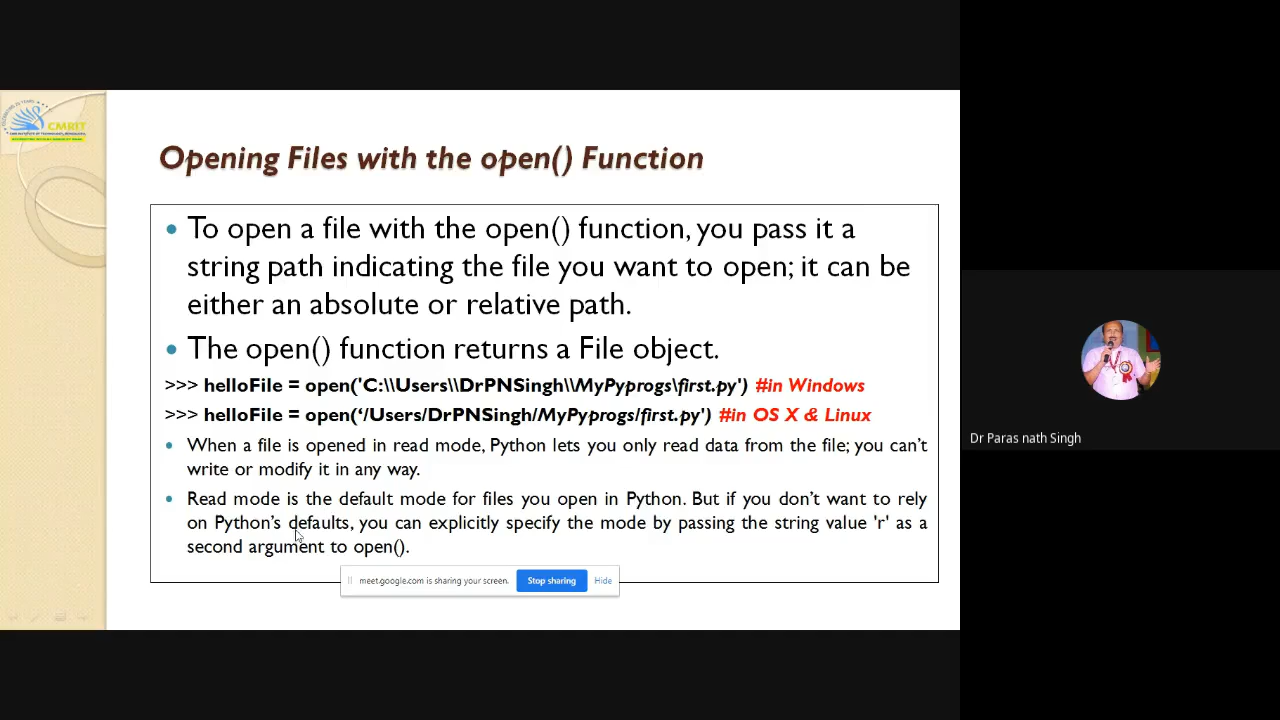 CMRIT
Opening Files with the open() Function
• To open a file with the open() function, you pass it a
string path indicating the file you want to open; it can be
either an absolute or relative path.
• The open() function returns a File object.
>>> helloFile = open('C:\\Users\\DrPNSingh\\MyPyprogs\first.py') #in Windows
>>> helloFile = open(‘/Users/DrPNSingh/MyPyprogs/first.py') #in OS X & Linux
• When a file is opened in read mode, Python lets you only read data from the file; you can’t
write or modify it in any way.
• Read mode is the default mode for files you open in Python. But if you don’t want to rely
on Python’s defaults, you can explicitly specify the mode by passing the string value 'r' as a
second argument to open().
meet.google.com is sharing your screen. Stop sharing Hide
Dr Paras nath Singh